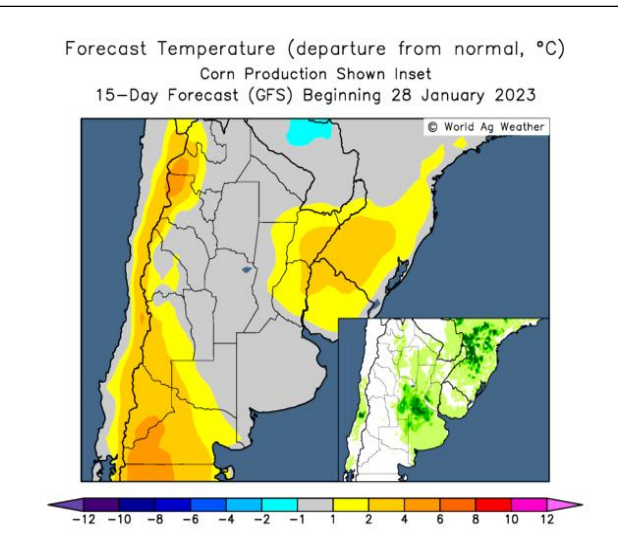 Forecast Temperature (departure from normal, °C)
Corn Production Shown Inset
15-Day Forecast (GFS) Beginning 28 January 2023
© World Ag Weather
-12 -10 -8 -6 -4 -2 -1 1 2 4 6 8 10 12